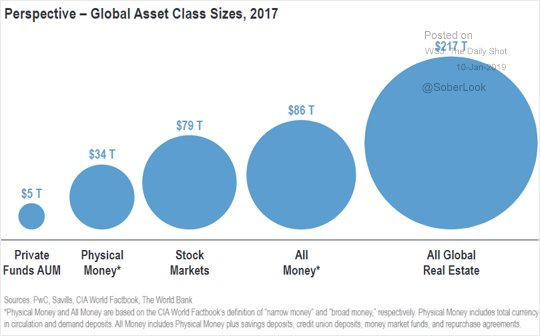 Perspective – Global Asset Class Sizes, 2017
Posted on
WSJ The Daily Shot
10-Jan-2019
@SoberLook
$217 T
$86 T
$79 T
$34 T
$5 T
Private
Funds AUM
Physical
Money*
Stock
Markets
All
Money*
All Global
Real Estate
Sources: PwC, Savills, CIA World Factbook, The World Bank
*Physical Money and All Money are based on the CIA World Factbook's definition of "narrow money" and "broad money," respectively. Physical Money includes total currency
in circulation and demand deposits. All Money includes Physical Money plus savings deposits, credit union deposits, money market funds, and repurchase agreements.